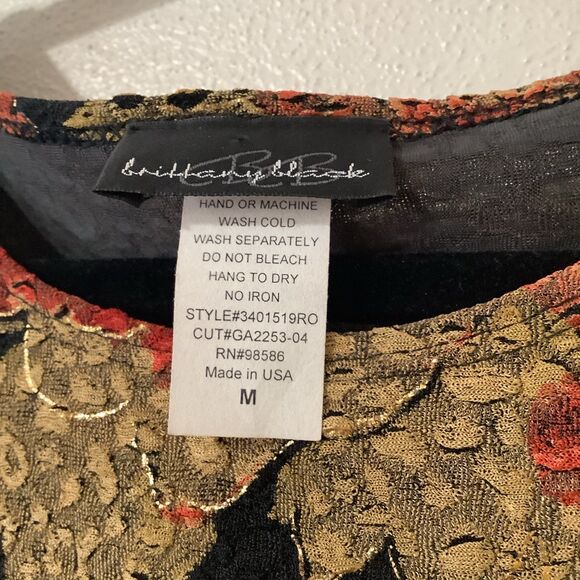 brittany black
HAND OR MACHINE
WASH COLD
WASH SEPARATELY
DO NOT BLEACH
HANG TO DRY
NO IRON
STYLE#3401519RO
CUT#GA2253-04
RN#98586
Made in USA
M